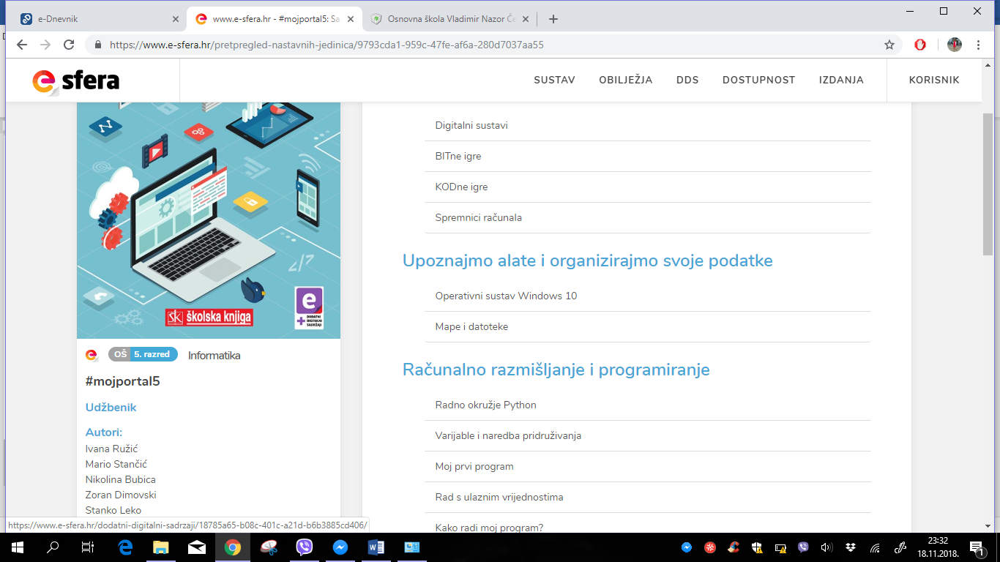 e-Dnevnik
www.e-sfera.hr - #mojportal5: Sa
Osnovna škola Vladimir Nazor Če
https://www.e-sfera.hr/pretpregled-nastavnih-jedinica/9793cda1-959c-47fe-af6a-280d7037aa55
e sfera
SUSTAV
OBILJEŽJA
DDS
DOSTUPNOST
IZDANJA
KORISNIK
školska knjiga
e
+ DODATNI DIGITALNI SADRŽAJI
OŠ 5. razred Informatika
#mojportal5
Udžbenik
Autori:
Ivana Ružić
Mario Stančić
Nikolina Bubica
Zoran Dimovski
Stanko Leko
Digitalni sustavi
BITne igre
KODne igre
Spremnici računala
Upoznajmo alate i organizirajmo svoje podatke
Operativni sustav Windows 10
Mape i datoteke
Računalno razmišljanje i programiranje
Radno okružje Python
Varijable i naredba pridruživanja
Moj prvi program
Rad s ulaznim vrijednostima
Kako radi moj program?
https://www.e-sfera.hr/dodatni-digitalni-sadrzaji/18785a65-b08c-401c-a21d-b6b3885cd406/
23:32
18.11.2018.
1